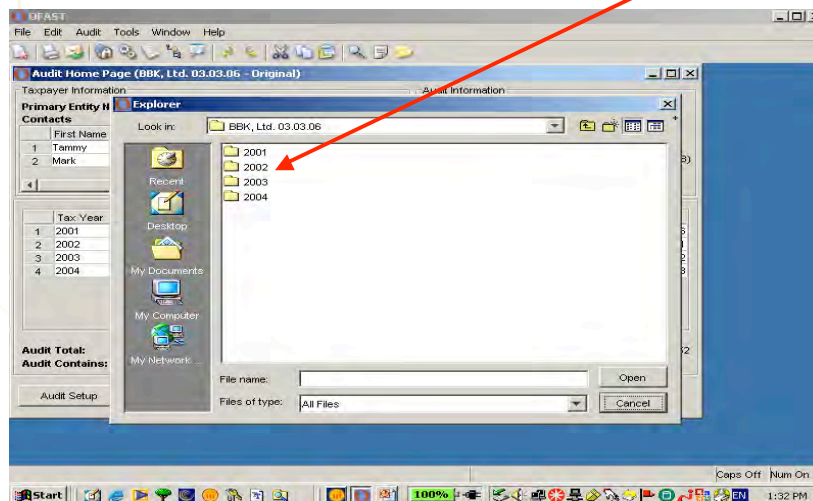 OFAST
File Edit Audit Tools Window Help
Audit Home Page (BBK, Ltd. 03.03.06 - Original)
Taxpayer Information
Audit Information
Primary Entity N
Explorer
Contacts
Look in: BBK, Ltd. 03.03.06
First Name
1 Tammy
2 Mark
2001
2002
2003
2004
Recent
Desktop
My Documents
My Computer
My Network ...
Tax Year
1 2001
2 2002
3 2003
4 2004
Audit Total:
Audit Contains:
File name:
Open
Files of type: All Files
Cancel
Audit Setup
Caps Off Num On
Start
100%
EN
1:32 PM